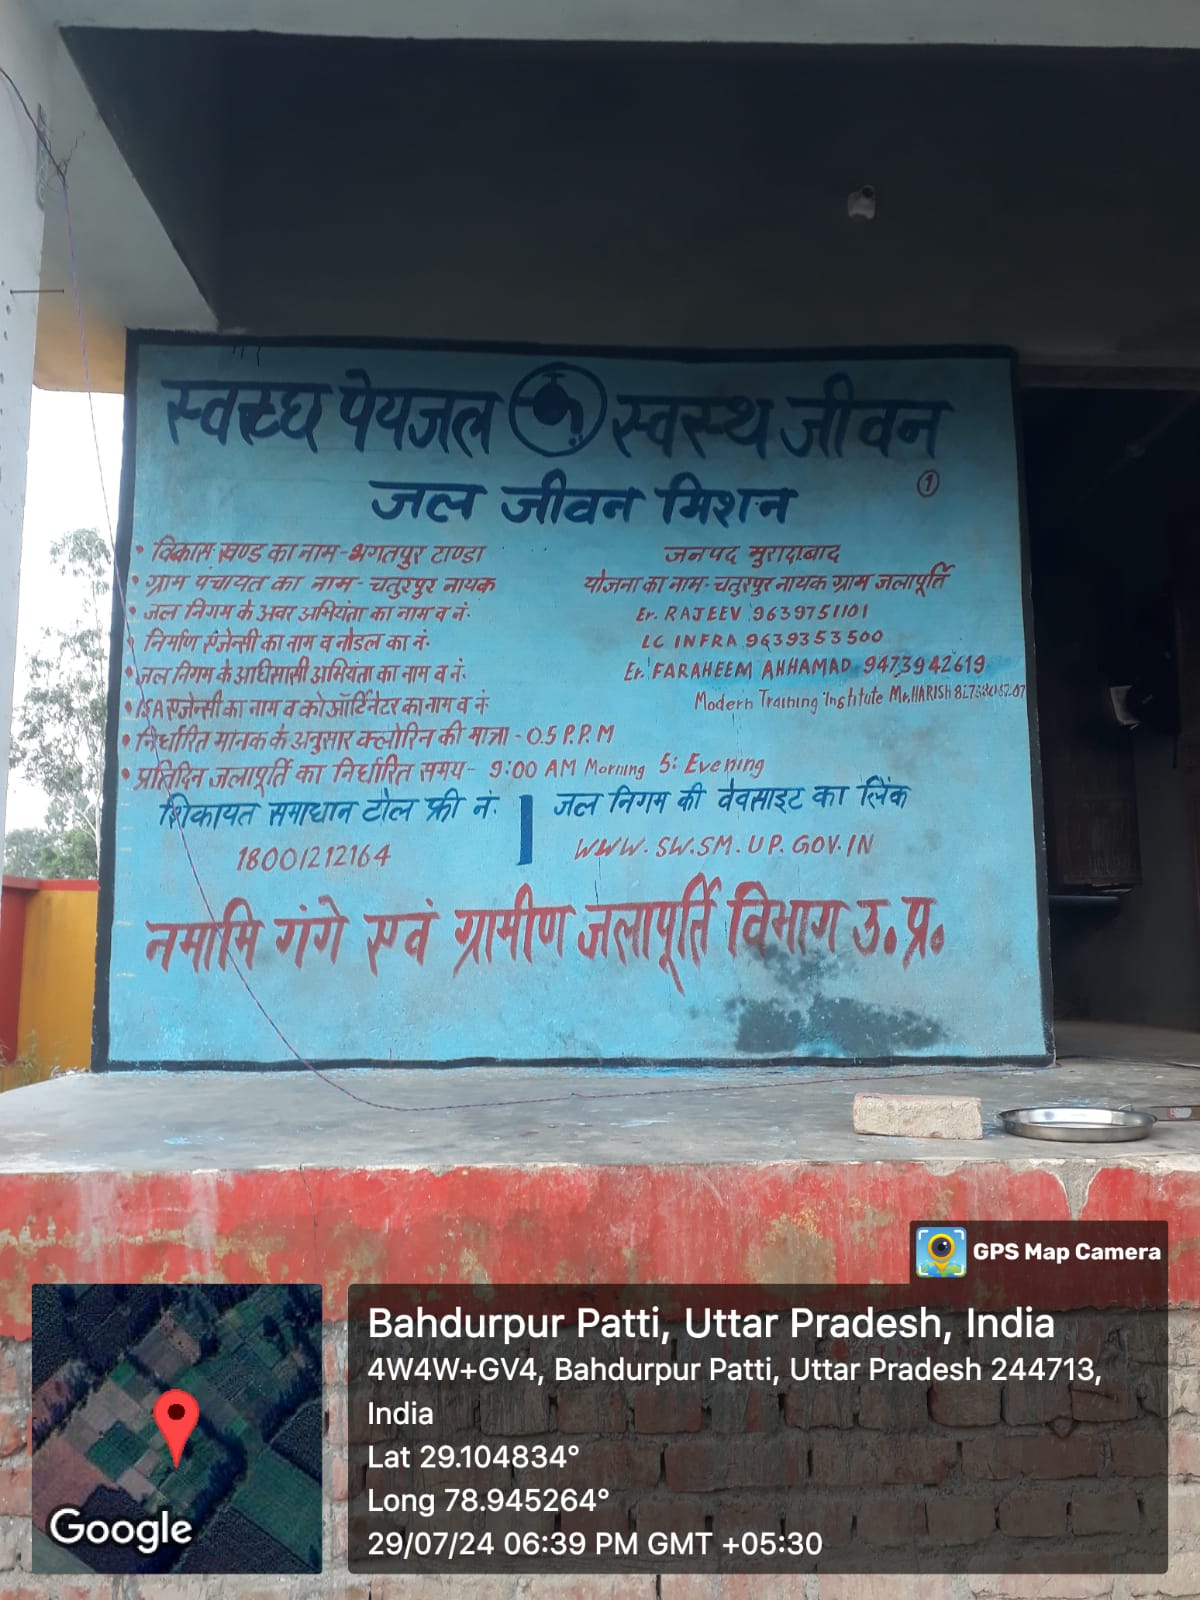 स्वच्छ पेयजल स्वस्थ जीवन
जल जीवन मिशन
1
• विकास खण्ड का नाम - भगतपुर टाण्डा जनपद मुरादाबाद
• ग्राम पंचायत का नाम - चतुरपुर नायक योजना का नाम - चतुरपुर नायक ग्राम जलापूर्ति
• जल निगम के अवर अभियंता का नाम व नं. Er. RAJEEV 9639751101
• निर्माण एजेन्सी का नाम व नोडल का नं. LC INFRA 9639353500
• जल निगम के अधिसासी अभियंता का नाम व नं. Er. FARAHEEM AHHAMAD 9473942619
• ISA एजेन्सी का नाम व कोऑर्टिनेटर का नाम व नं. Modern Training Institute Mr. HARISH
• निर्धारित मानक के अनुसार क्लोरिन की मात्रा - 0.5 P.P.M
• प्रतिदिन जलापूर्ति का निर्धारित समय - 9:00 AM Morning 5: Evening
शिकायत समाधान टोल फ्री नं. जल निगम की वेवसाइट का लिंक
18001212164 WWW. SW.SM. UP. GOV.IN
नमामि गंगे एवं ग्रामीण जलापूर्ति विभाग उ. प्र.
GPS Map Camera
Bahdurpur Patti, Uttar Pradesh, India
4W4W+GV4, Bahdurpur Patti, Uttar Pradesh 244713,
India
Lat 29.104834°
Long 78.945264°
29/07/24 06:39 PM GMT +05:30
Google